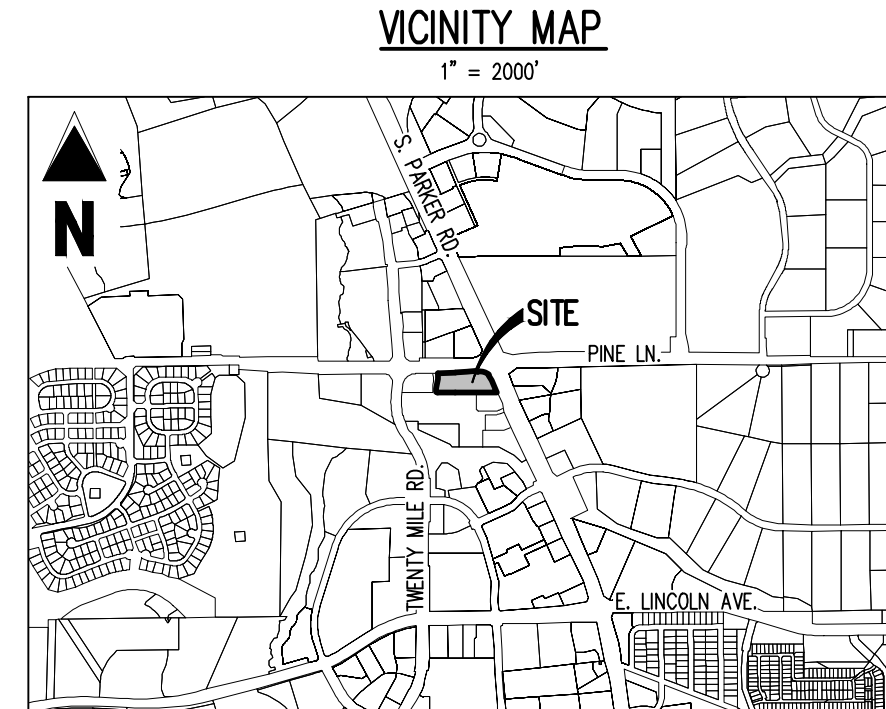 VICINITY MAP
1" = 2000'
N
S. PARKER RD.
SITE
PINE LN.
TWENTY MILE RD.
E. LINCOLN AVE.